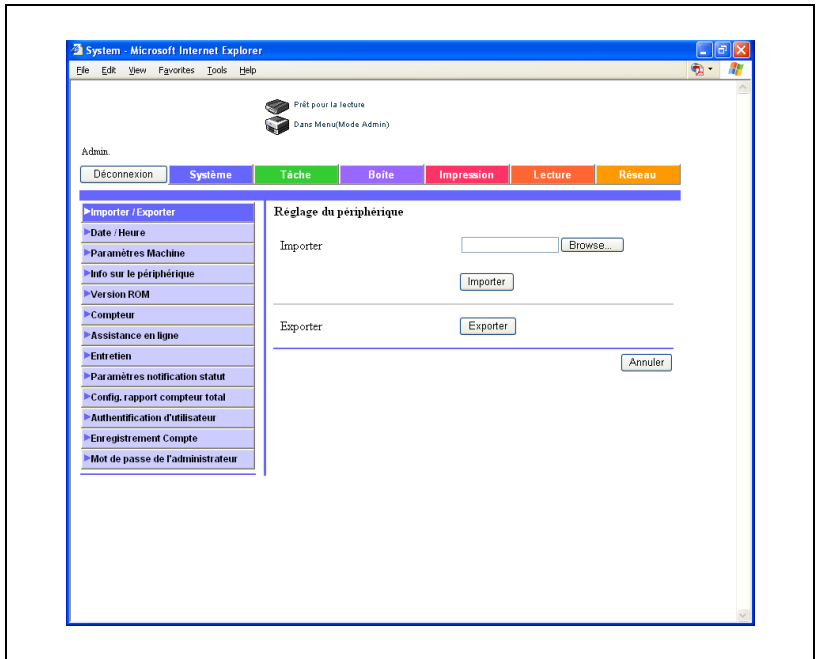 System - Microsoft Internet Explorer
File Edit View Favorites Tools Help
Prêt pour la lecture
Dans Menu(Mode Admin)
Admin.
Déconnexion Système Tâche Boîte Impression Lecture Réseau
Importer / Exporter
Date / Heure
Paramètres Machine
Info sur le périphérique
Version ROM
Compteur
Assistance en ligne
Entretien
Paramètres notification statut
Config. rapport compteur total
Authentification d'utilisateur
Enregistrement Compte
Mot de passe de l'administrateur
Réglage du périphérique
Importer Browse...
Importer
Exporter Exporter
Annuler